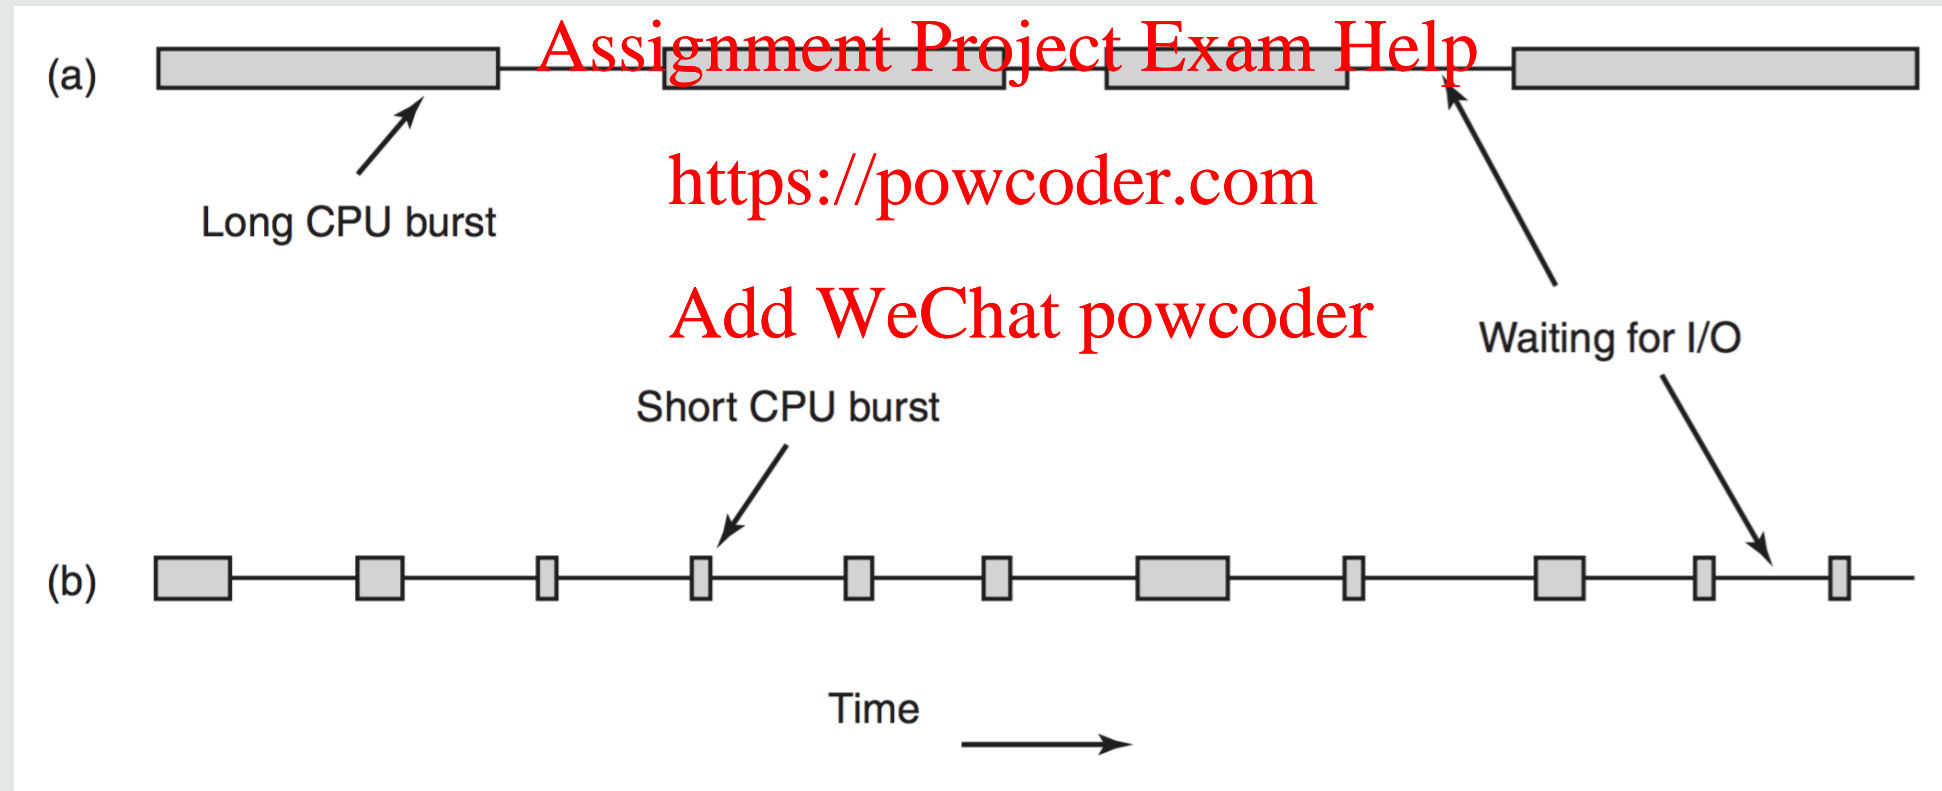 (a)
Assignment Project Exam Help
Long CPU burst
https://powcoder.com
Add WeChat powcoder
Waiting for I/O
Short CPU burst
(b)
Time